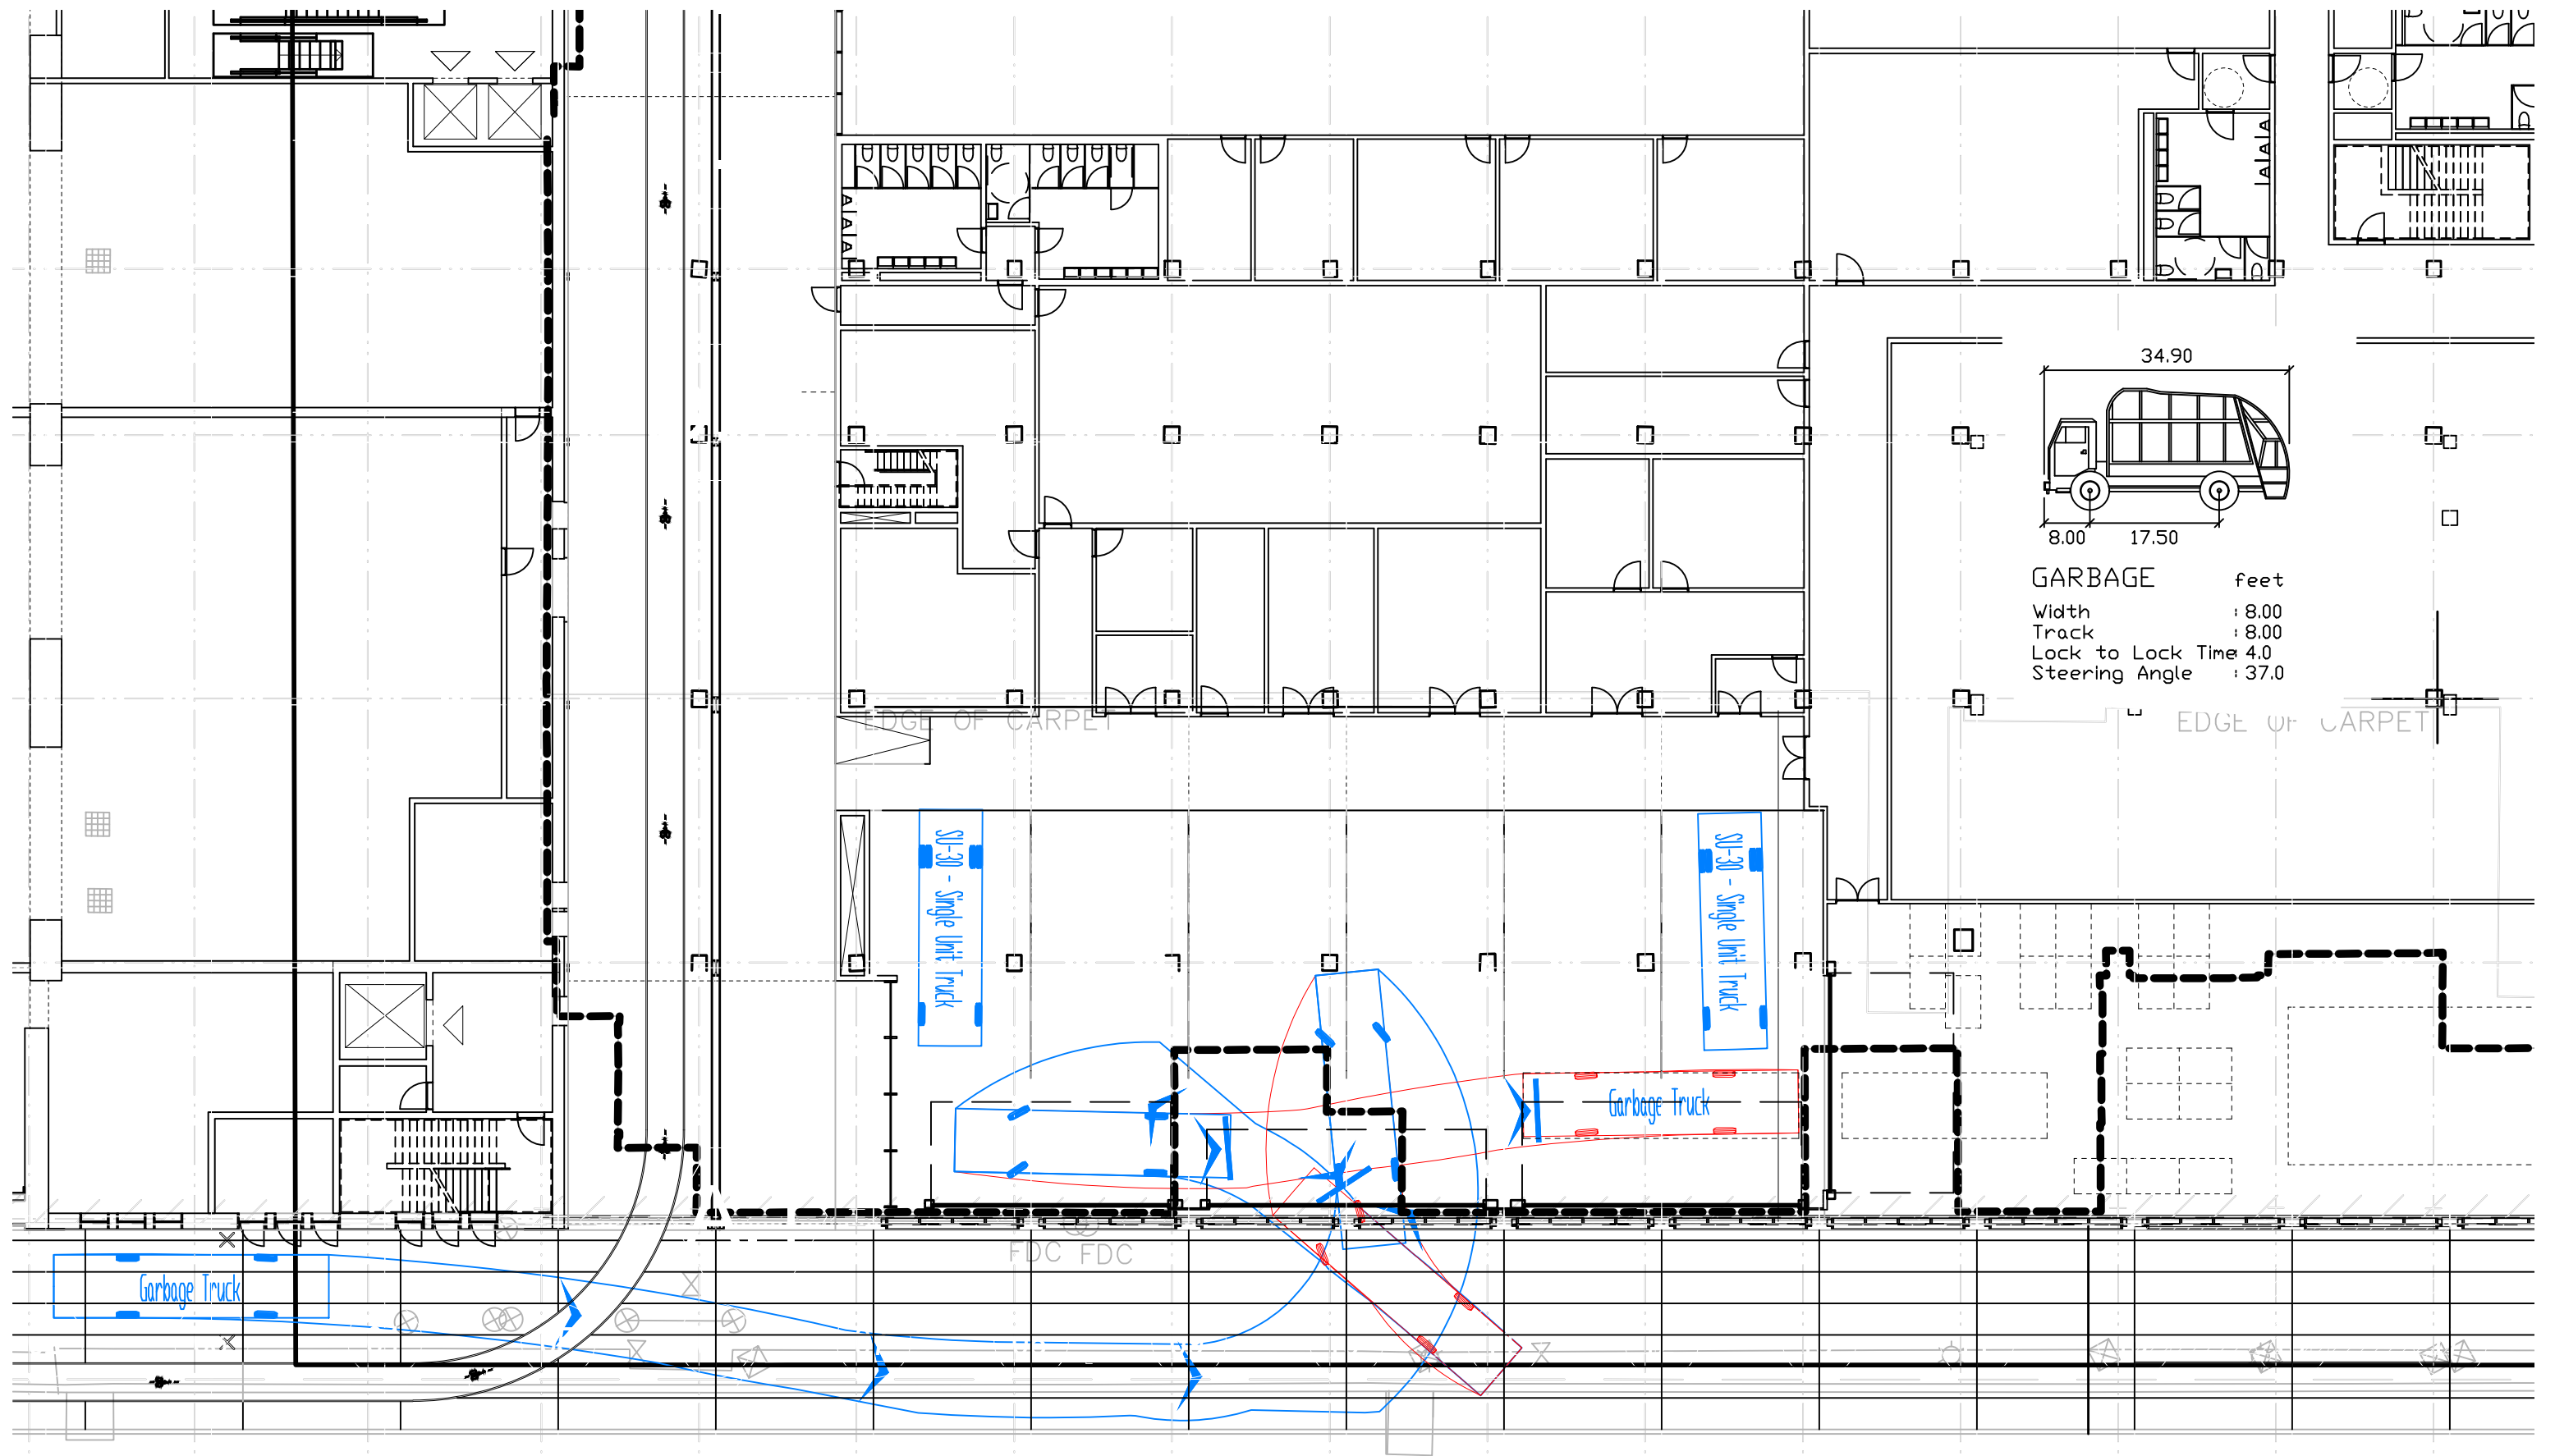 34.90
8.00 17.50
GARBAGE feet
Width : 8.00
Track : 8.00
Lock to Lock Time : 4.0
Steering Angle : 37.0
EDGE OF CARPET
EDGE OF CARPET
SU-30 - Single Unit Truck
SU-30 - Single Unit Truck
Garbage Truck
FDC FDC
Garbage Truck